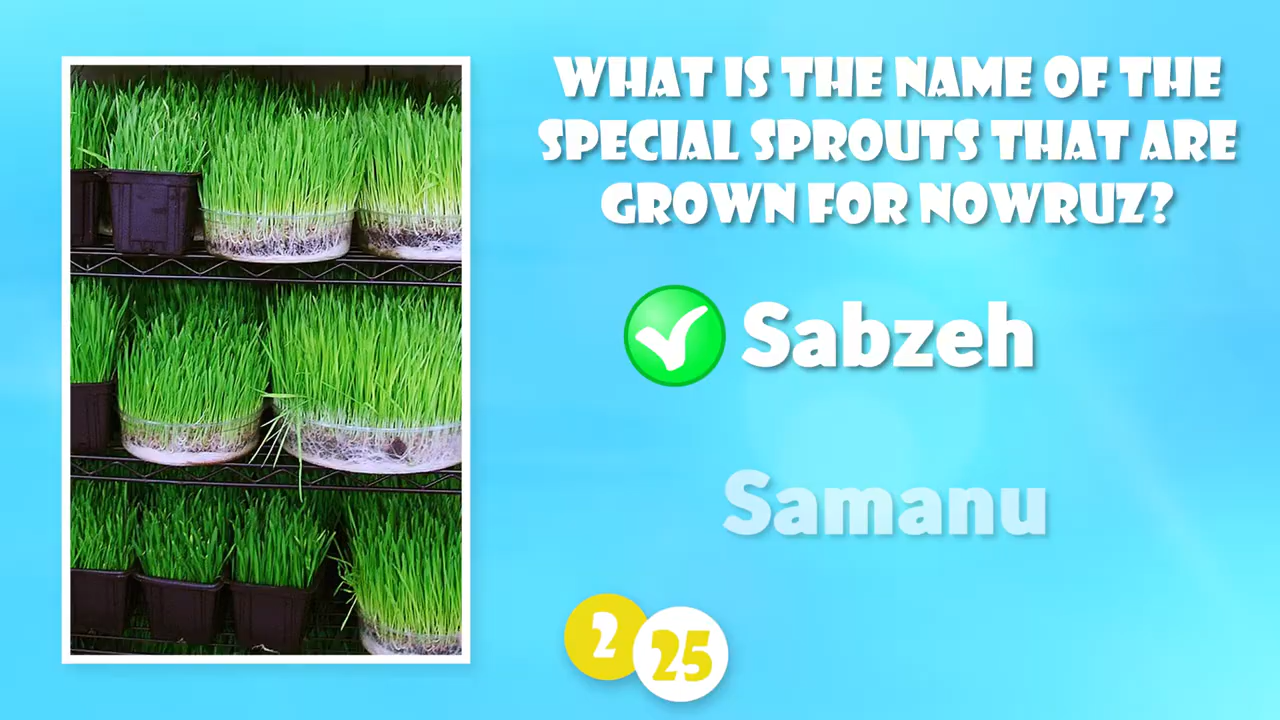 WHAT IS THE NAME OF THE
SPECIAL SPROUTS THAT ARE
GROWN FOR NOWRUZ?
Sabzeh
Samanu
2
25